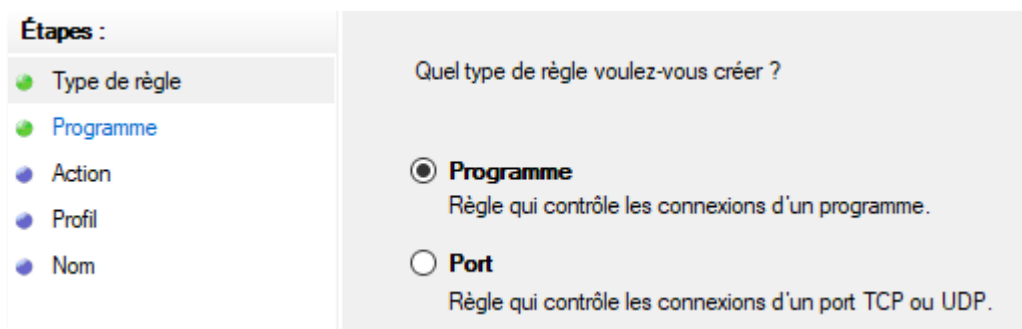 Étapes :
Type de règle
Programme
Action
Profil
Nom
Quel type de règle voulez-vous créer ?
Programme
Règle qui contrôle les connexions d'un programme.
Port
Règle qui contrôle les connexions d'un port TCP ou UDP.